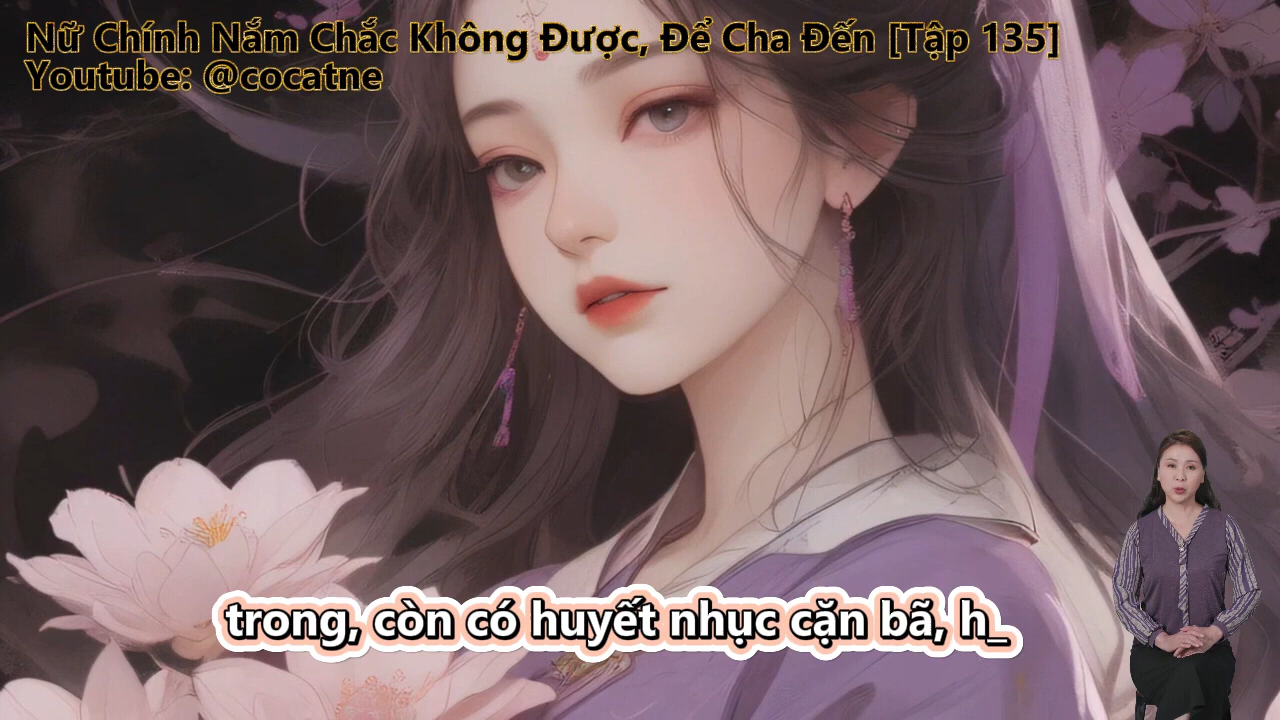 Nữ Chính Nắm Chắc Không Được, Để Cha Đến [Tập 135]
Youtube: @cocatne
trong, còn có huyết nhục cặn bã, h_